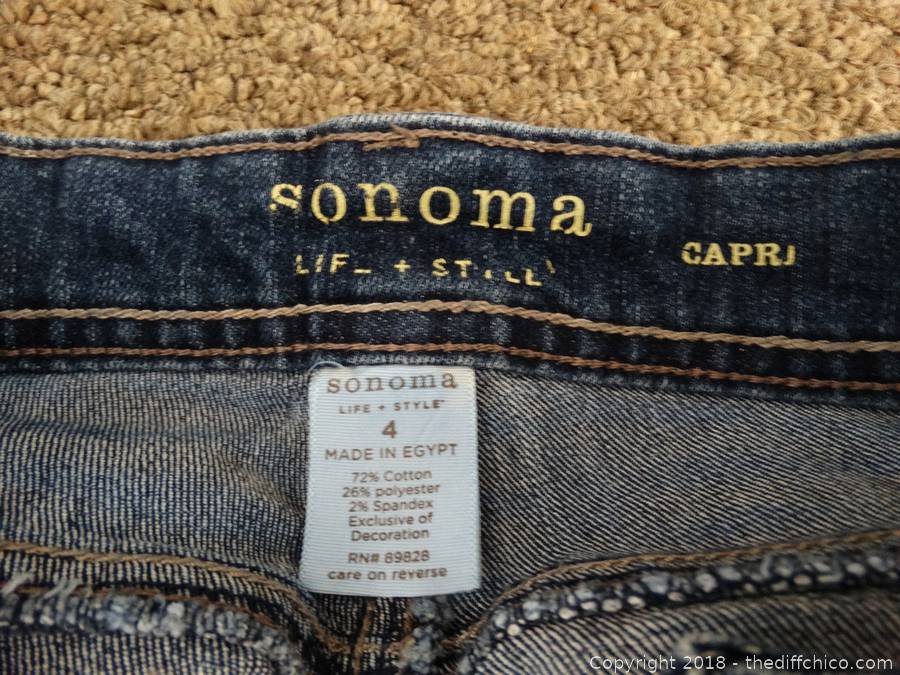 sonoma
CAPRI
sonoma
LIFE + STYLE
4
MADE IN EGYPT
72% Cotton
26% polyester
2% Spandex
Exclusive of
Decoration
RN# 89828
care on reverse
Copyright 2018 - thediffchico.com